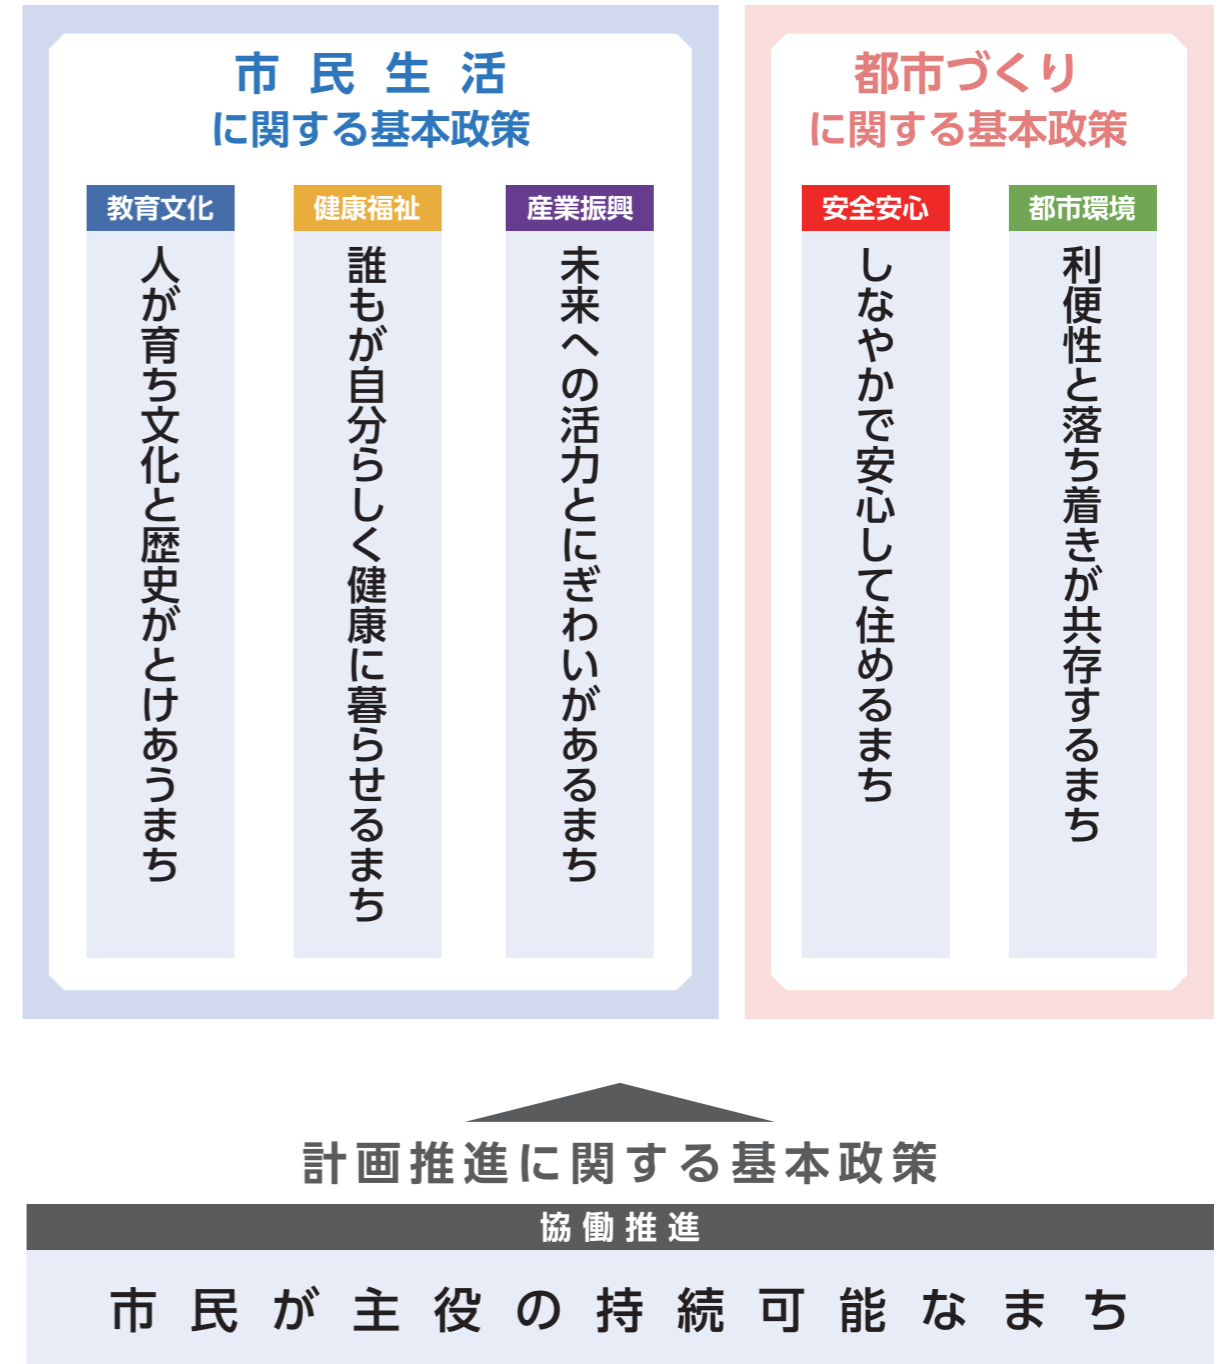 市民生活
に関する基本政策
教育文化
人が育ち文化と歴史がとけあうまち
健康福祉
誰もが自分らしく健康に暮らせるまち
産業振興
未来への活力とにぎわいがあるまち
都市づくり
に関する基本政策
安全安心
しなやかで安心して住めるまち
都市環境
利便性と落ち着きが共存するまち
計画推進に関する基本政策
協働推進
市民が主役の持続可能なまち